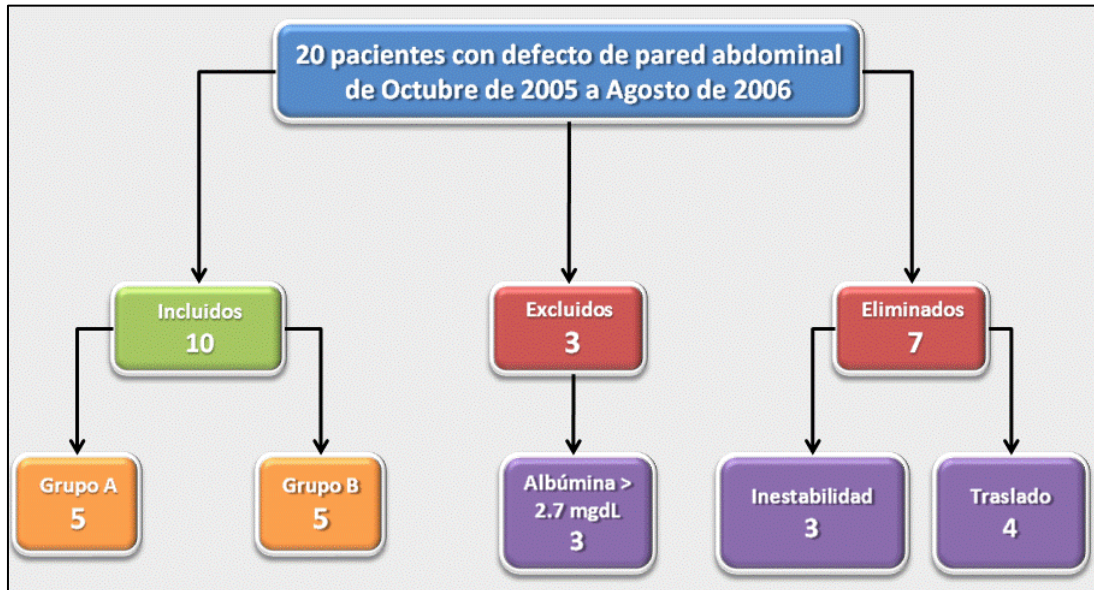 20 pacientes con defecto de pared abdominal
de Octubre de 2005 a Agosto de 2006
Incluidos
10
Excluidos
3
Eliminados
7
Grupo A
5
Grupo B
5
Albúmina >
2.7 mgdL
3
Inestabilidad
3
Traslado
4